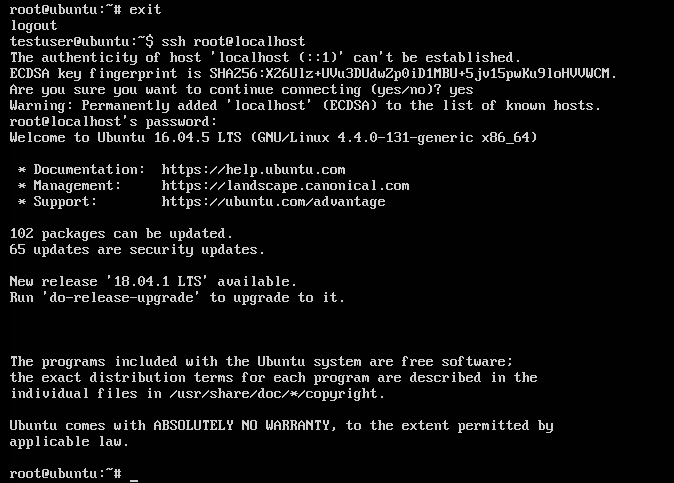 root@ubuntu:~# exit
logout
testuser@ubuntu:~$ ssh root@localhost
The authenticity of host 'localhost (::1)' can't be established.
ECDSA key fingerprint is SHA256:X26Ulz+UVu3DUdwZp0iD1MBU+5jv15pwKu9loHVVWCM.
Are you sure you want to continue connecting (yes/no)? yes
Warning: Permanently added 'localhost' (ECDSA) to the list of known hosts.
root@localhost's password:
Welcome to Ubuntu 16.04.5 LTS (GNU/Linux 4.4.0-131-generic x86_64)
* Documentation:  https://help.ubuntu.com
* Management:     https://landscape.canonical.com
* Support:        https://ubuntu.com/advantage
102 packages can be updated.
65 updates are security updates.
New release '18.04.1 LTS' available.
Run 'do-release-upgrade' to upgrade to it.
The programs included with the Ubuntu system are free software;
the exact distribution terms for each program are described in the
individual files in /usr/share/doc/*/copyright.
Ubuntu comes with ABSOLUTELY NO WARRANTY, to the extent permitted by
applicable law.
root@ubuntu:~# _